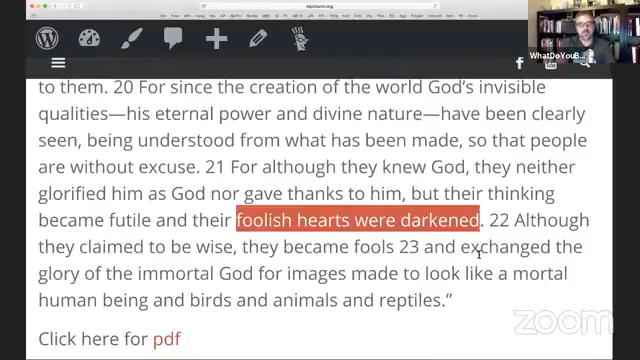 mpichurch.org
WhatDoYouB...
to them. 20 For since the creation of the world God's invisible
qualities—his eternal power and divine nature—have been clearly
seen, being understood from what has been made, so that people
are without excuse. 21 For although they knew God, they neither
glorified him as God nor gave thanks to him, but their thinking
became futile and their foolish hearts were darkened. 22 Although
they claimed to be wise, they became fools 23 and exchanged the
glory of the immortal God for images made to look like a mortal
human being and birds and animals and reptiles."
Click here for pdf
zoom